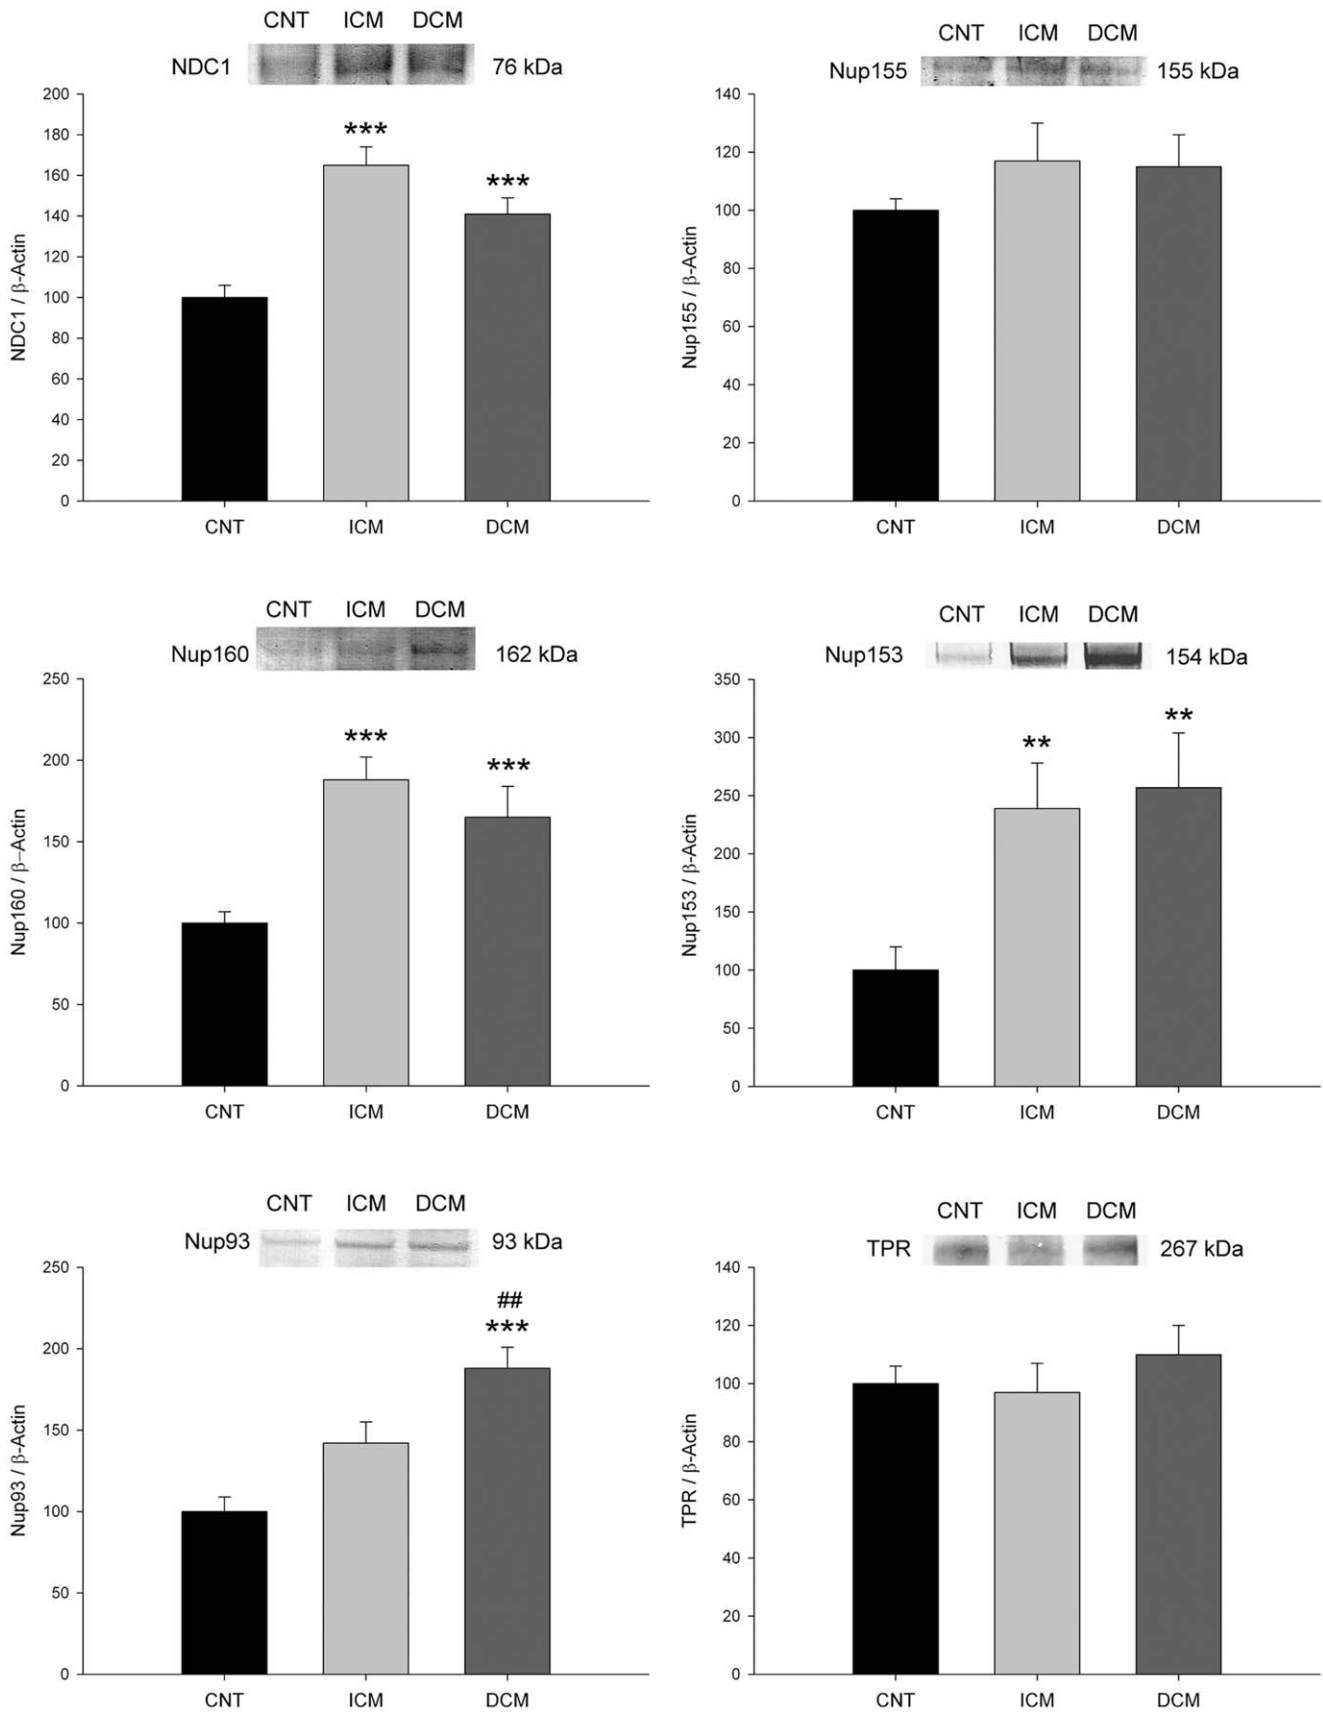 CNT ICM DCM
NDC1 76 kDa
200
180
160
140
120
100
80
60
40
20
0
NDC1 / β-Actin
***
***
CNT ICM DCM
CNT ICM DCM
Nup155 155 kDa
140
120
100
80
60
40
20
0
Nup155 / β-Actin
CNT ICM DCM
CNT ICM DCM
Nup160 162 kDa
250
200
150
100
50
0
Nup160 / β–Actin
***
***
CNT ICM DCM
CNT ICM DCM
Nup153 154 kDa
350
300
250
200
150
100
50
0
Nup153 / β-Actin
**
**
CNT ICM DCM
CNT ICM DCM
Nup93 93 kDa
250
200
150
100
50
0
Nup93 / β-Actin
##
***
CNT ICM DCM
CNT ICM DCM
TPR 267 kDa
140
120
100
80
60
40
20
0
TPR / β-Actin
CNT ICM DCM